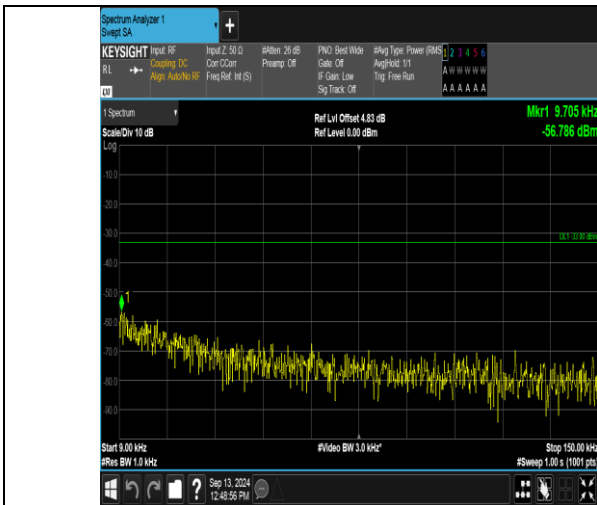 Spectrum Analyzer 1
Swept SA
+
KEYSIGHT
RL
LXI
Input: RF
Coupling: DC
Align: Auto/No RF
Input Z: 50 Ω
Corr CCorr
Freq Ref: Int (S)
#Atten: 26 dB
Preamp: Off
PNO: Best Wide
Gate: Off
IF Gain: Low
Sig Track: Off
#Avg Type: Power (RMS
Avg|Hold: 1/1
Trig: Free Run
1 2 3 4 5 6
A W W W W W
A A A A A A
1 Spectrum
Scale/Div 10 dB
Log
Ref Lvl Offset 4.83 dB
Ref Level 0.00 dBm
Mkr1 9.705 kHz
-56.786 dBm
-10.0
-20.0
-30.0
DL1 -33.00 dBm
-40.0
-50.0
1
-60.0
-70.0
-80.0
-90.0
Start 9.00 kHz
#Res BW 1.0 kHz
#Video BW 3.0 kHz*
Stop 150.00 kHz
#Sweep 1.00 s (1001 pts)
?
Sep 13, 2024
12:48:56 PM